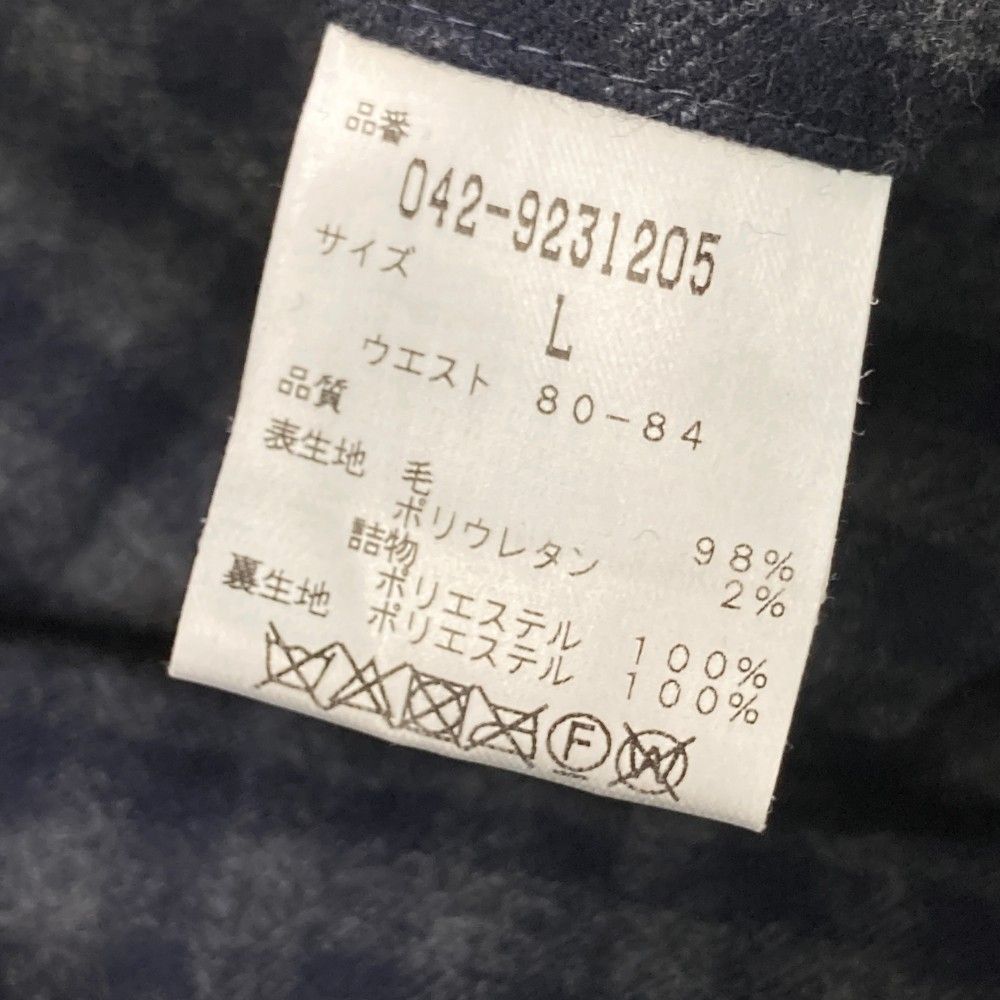 品番
042-9231205
サイズ
L
ウエスト 80-84
品質
表生地 毛 98%
ポリウレタン 2%
詰物
ポリエステル 100%
裏生地 ポリエステル 100%
F W